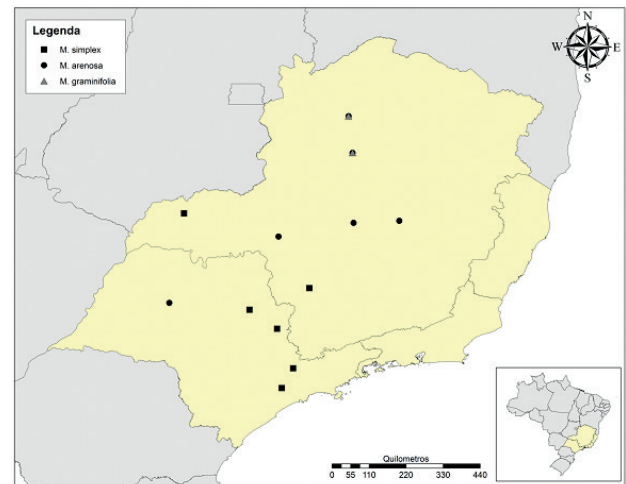 Legenda
M. simplex
M. arenosa
M. graminifolia
N
W E
S
Quilometros
0 55 110 220 330 440